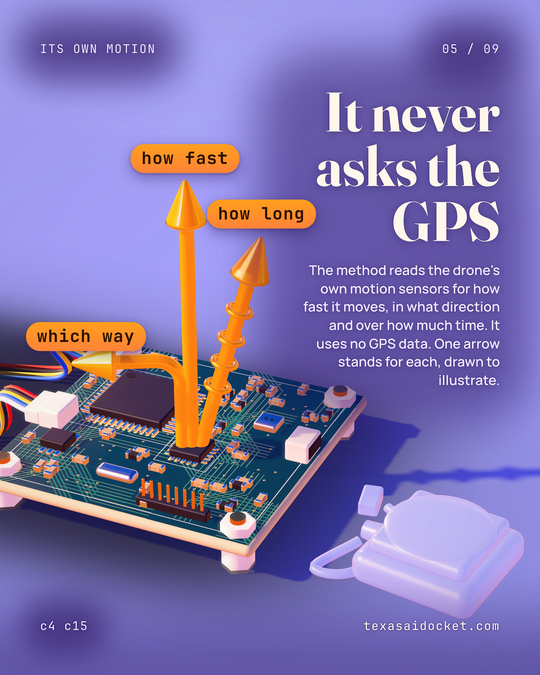 ITS OWN MOTION
05 / 09
It never
asks the
GPS
The method reads the drone's
own motion sensors for how
fast it moves, in what direction
and over how much time. It
uses no GPS data. One arrow
stands for each, drawn to
illustrate.
how fast
how long
which way
c4 c15
texasaidocket.com